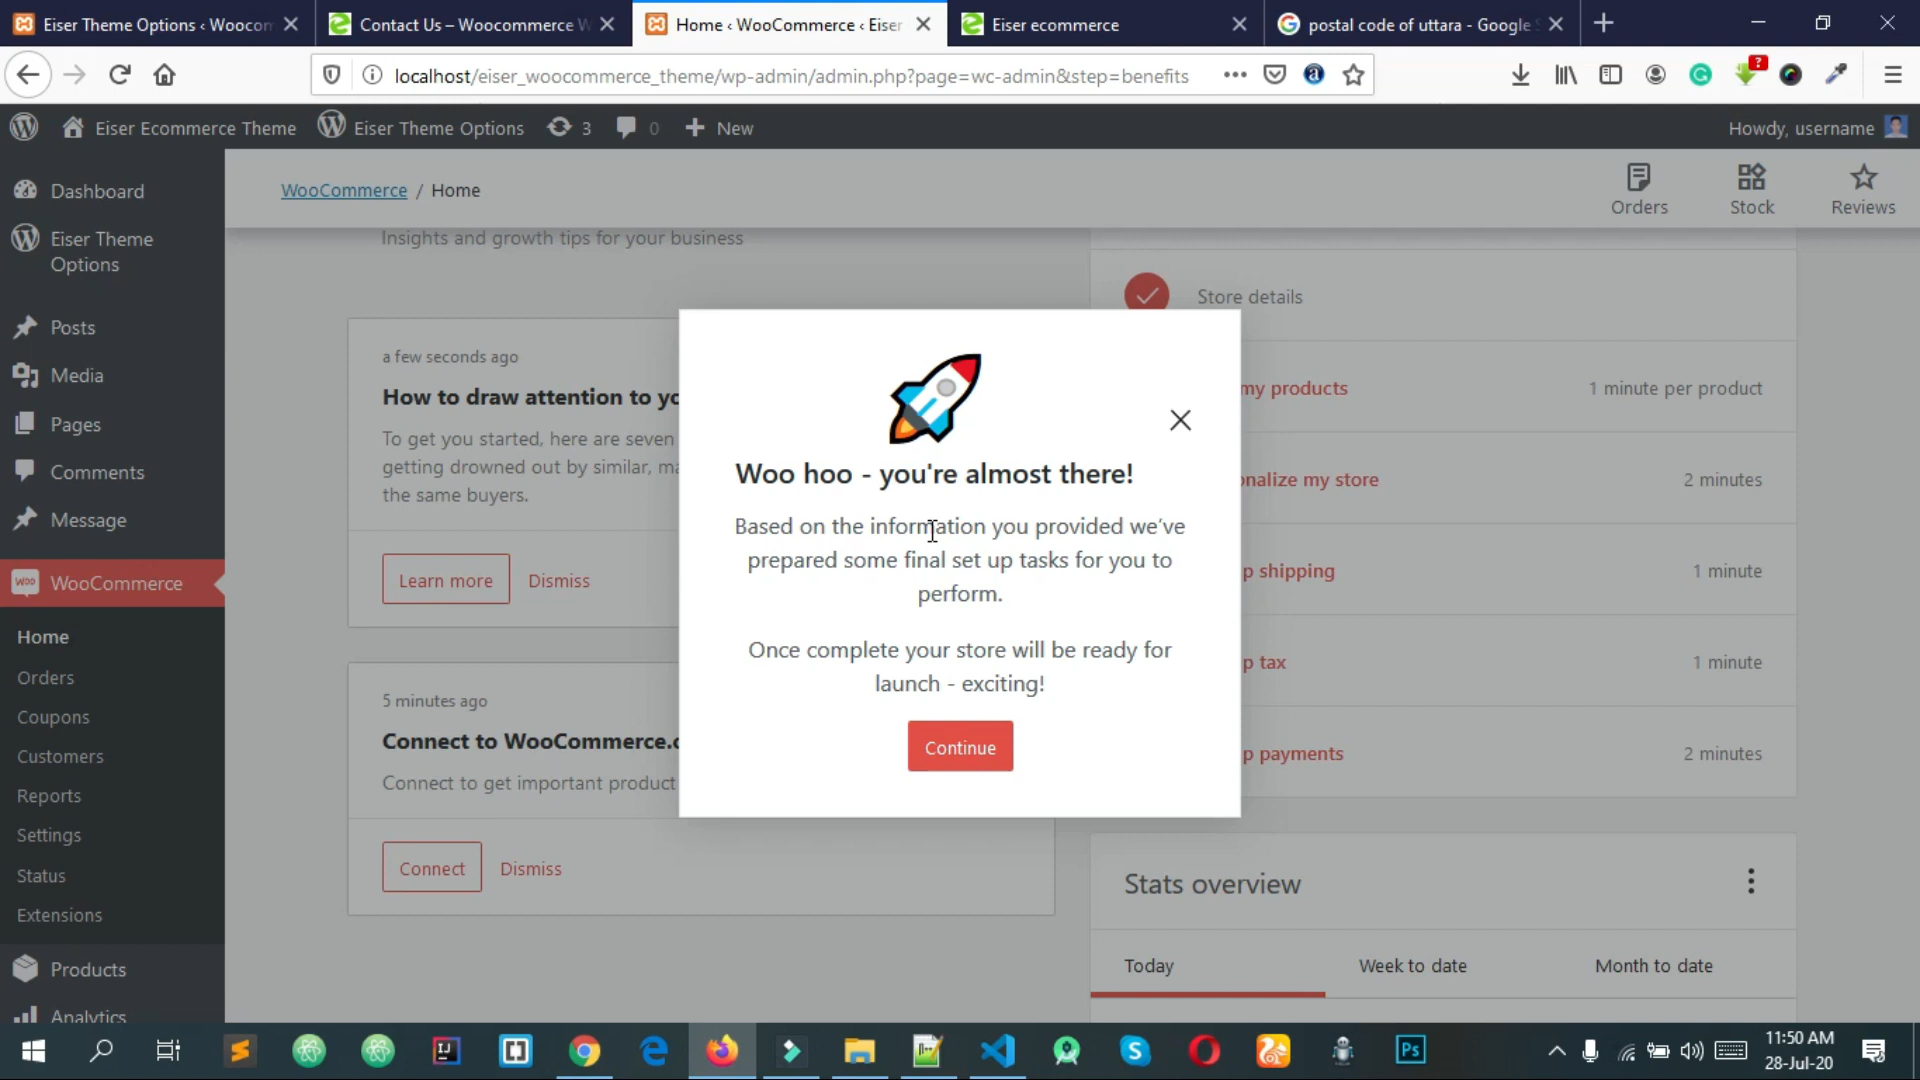 Eiser Theme Options ‹ Woocom
Contact Us – Woocommerce W
Home ‹ WooCommerce ‹ Eiser
Eiser ecommerce
postal code of uttara - Google S
localhost/eiser_woocommerce_theme/wp-admin/admin.php?page=wc-admin&step=benefits
Eiser Ecommerce Theme
Eiser Theme Options
3
0
New
Howdy, username
Dashboard
Eiser Theme
Options
Posts
Media
Pages
Comments
Message
WooCommerce
Home
Orders
Coupons
Customers
Reports
Settings
Status
Extensions
Products
Analytics
WooCommerce / Home
Orders
Stock
Reviews
Insights and growth tips for your business
a few seconds ago
How to draw attention to yo
To get you started, here are seven
getting drowned out by similar, ma
the same buyers.
Learn more
Dismiss
5 minutes ago
Connect to WooCommerce.c
Connect to get important product
Connect
Dismiss
Woo hoo - you're almost there!
Based on the information you provided we've
prepared some final set up tasks for you to
perform.
Once complete your store will be ready for
launch - exciting!
Continue
Store details
my products
1 minute per product
nalize my store
2 minutes
p shipping
1 minute
p tax
1 minute
p payments
2 minutes
Stats overview
Today
Week to date
Month to date
11:50 AM
28-Jul-20